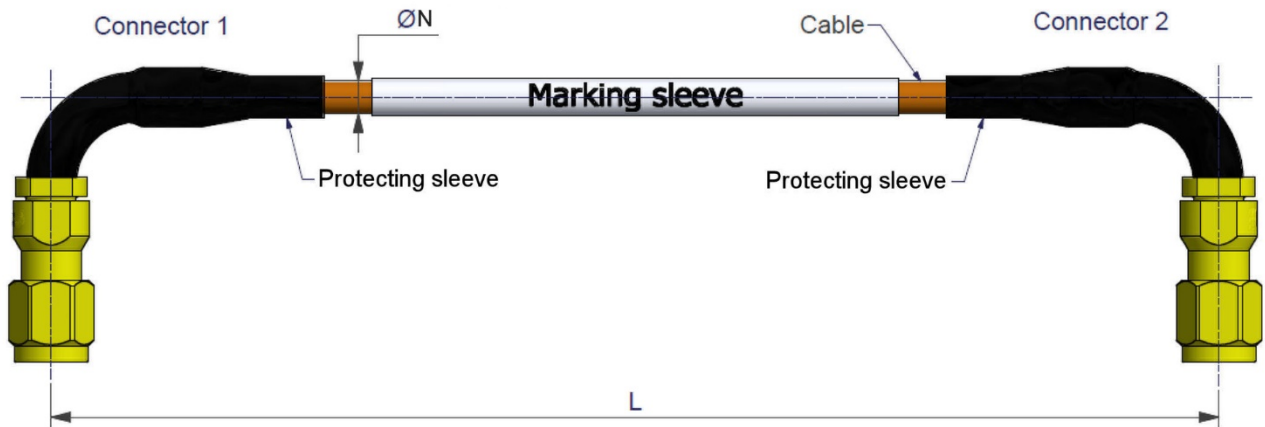 Connector 1
ØN
Cable
Connector 2
Marking sleeve
Protecting sleeve
Protecting sleeve
L